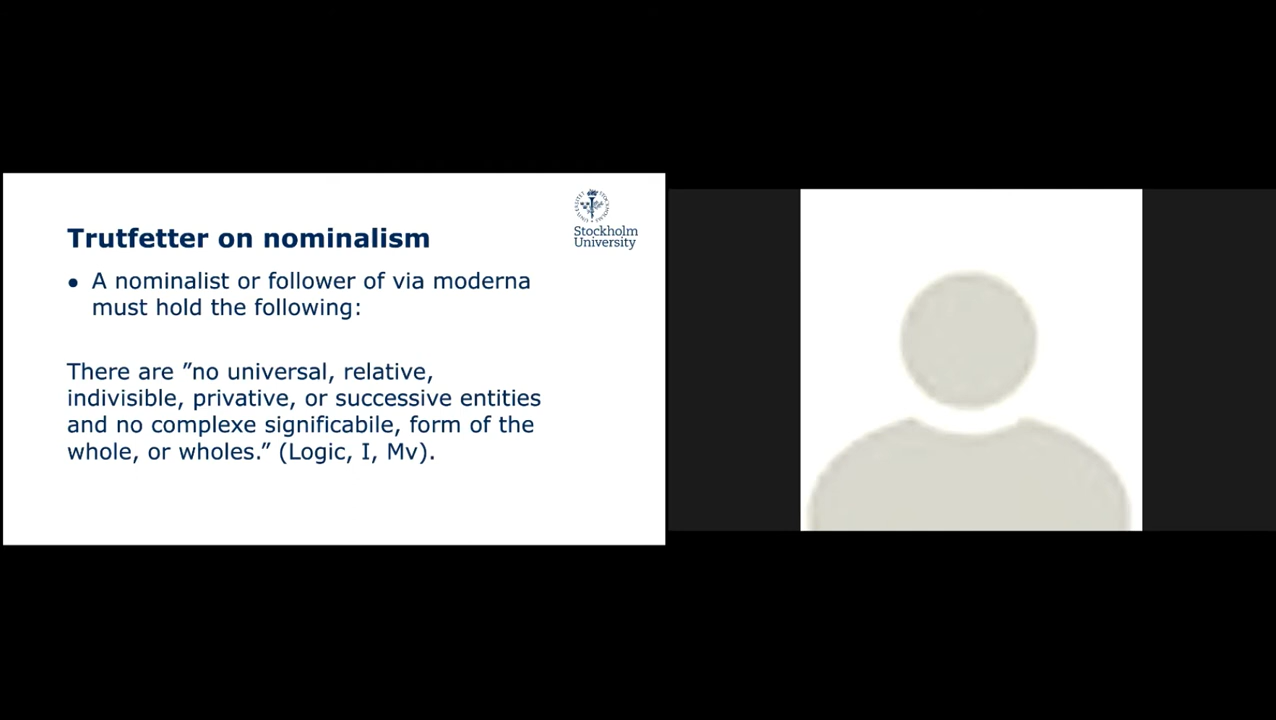 Trutfetter on nominalism
Stockholm
University
• A nominalist or follower of via moderna
must hold the following:
There are ”no universal, relative,
indivisible, privative, or successive entities
and no complexe significabile, form of the
whole, or wholes.” (Logic, I, Mv).